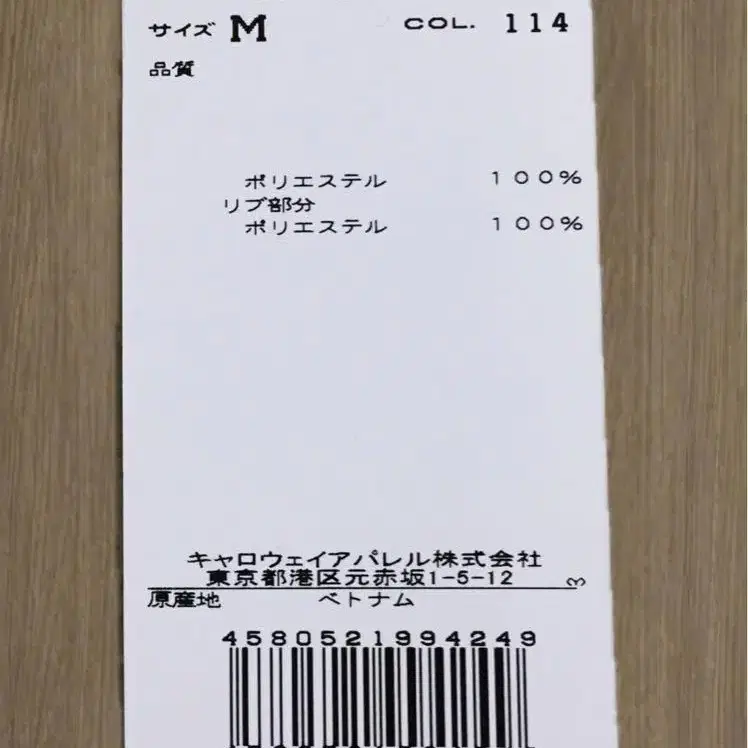 サイズ M COL. 114
品質
ポリエステル 100%
リブ部分
ポリエステル 100%
キャロウェイアパレル株式会社
東京都港区元赤坂1-5-12
3
原産地 ベトナム
4580521994249